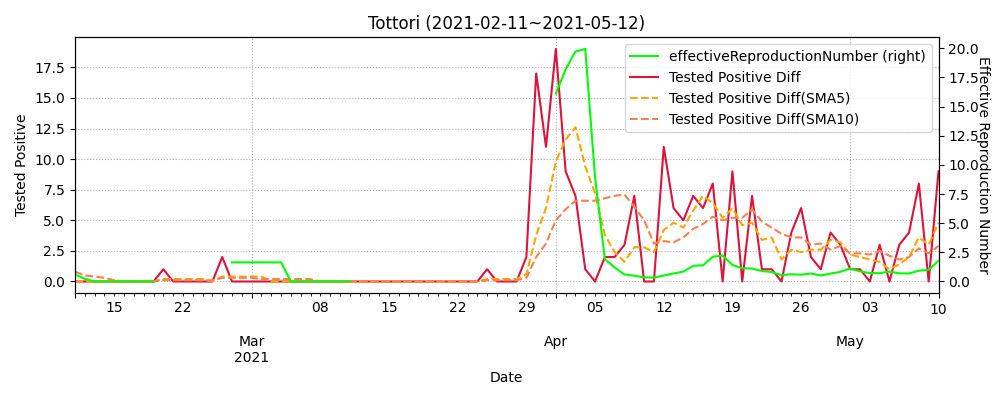 Tottori (2021-02-11~2021-05-12)
effectiveReproductionNumber (right)
Tested Positive Diff
Tested Positive Diff(SMA5)
Tested Positive Diff(SMA10)
Tested Positive
17.5
15.0
12.5
10.0
7.5
5.0
2.5
0.0
Effective Reproduction Number
20.0
17.5
15.0
12.5
10.0
7.5
5.0
2.5
0.0
15 22 08 15 22 29 05 12 19 26 03 10
Mar Apr May
2021
Date